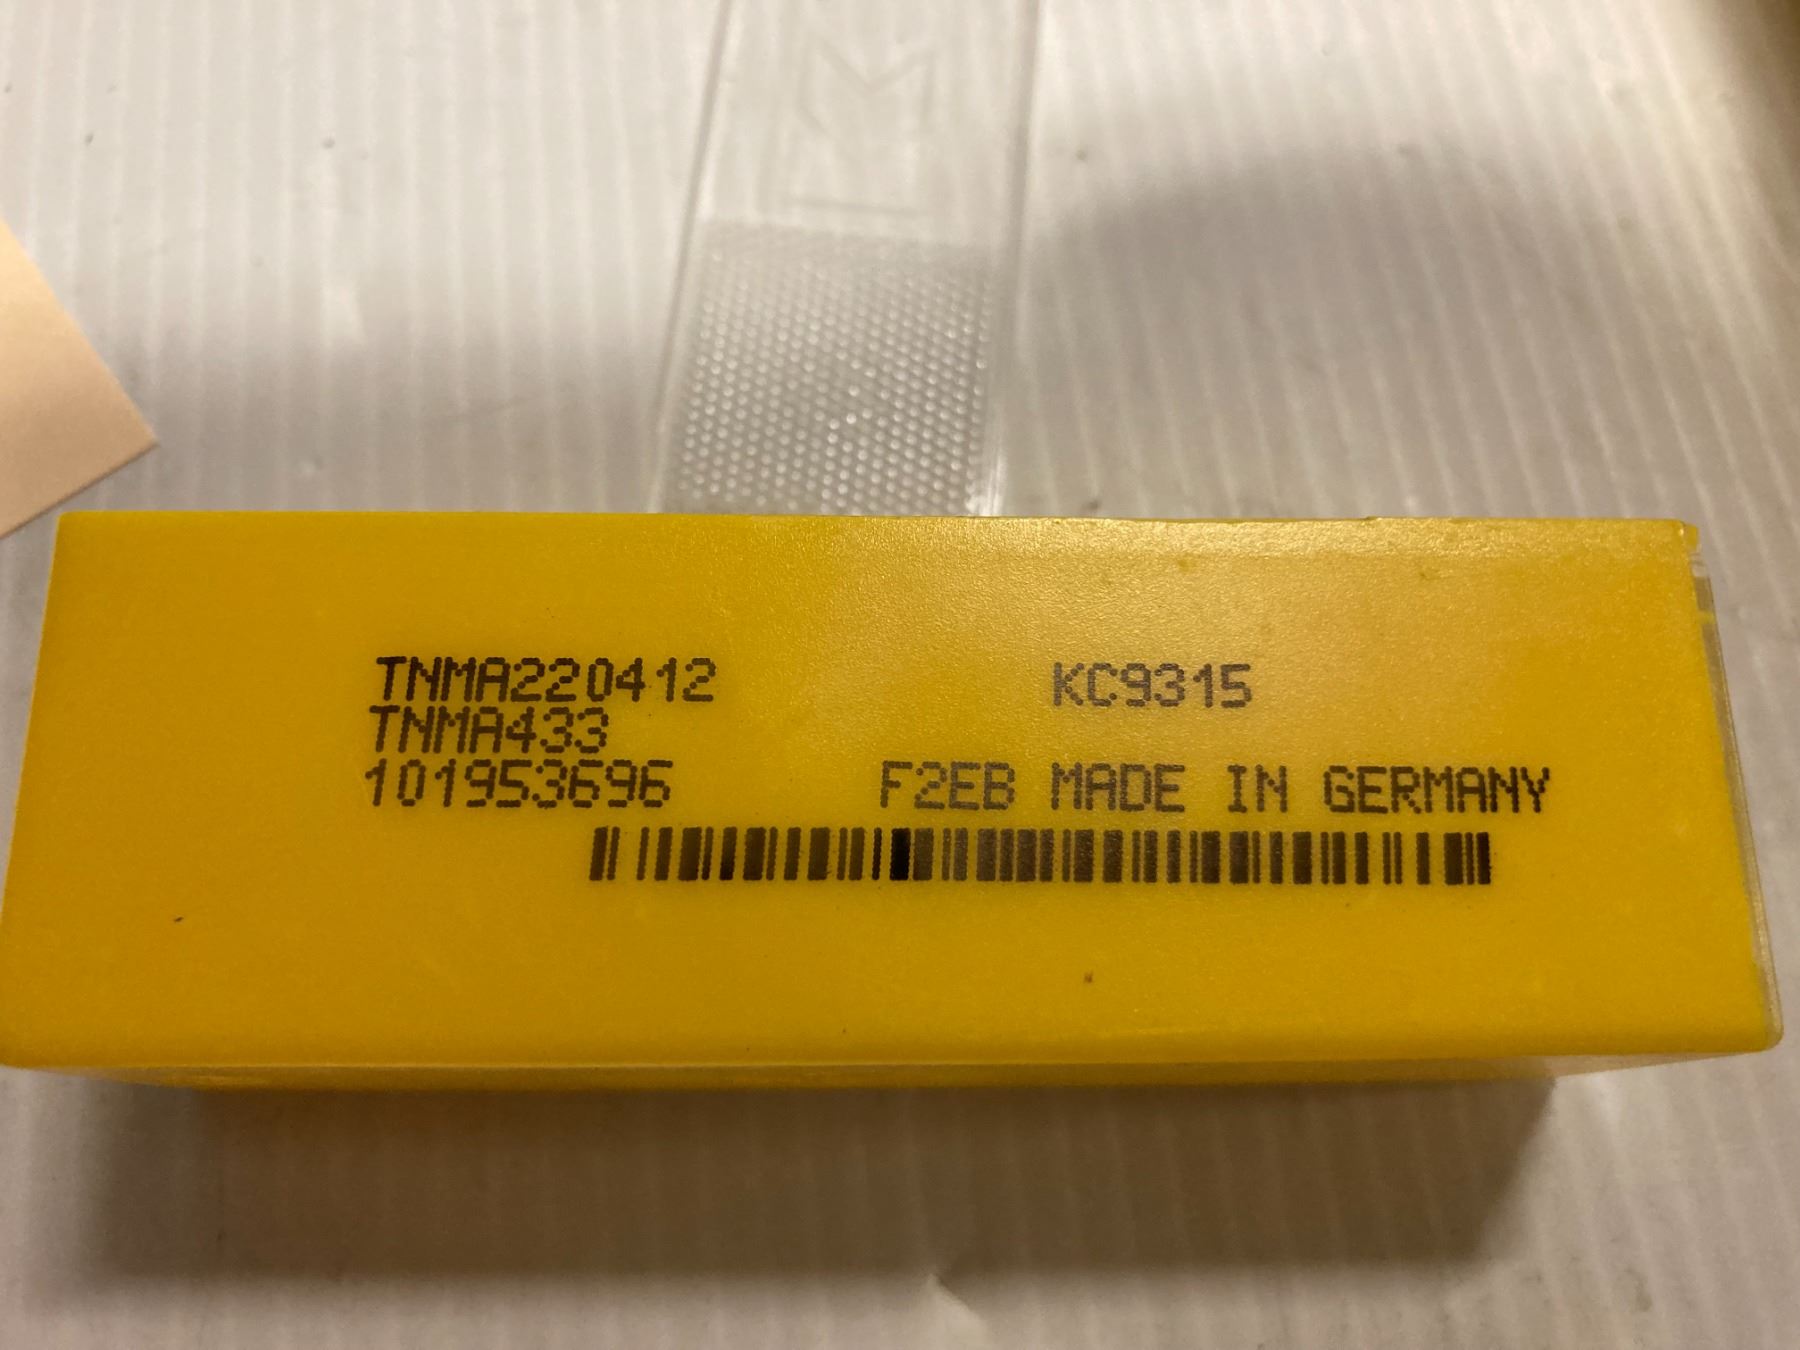 TNMA220412 KC9315
TNMA433
101953696 F2EB MADE IN GERMANY